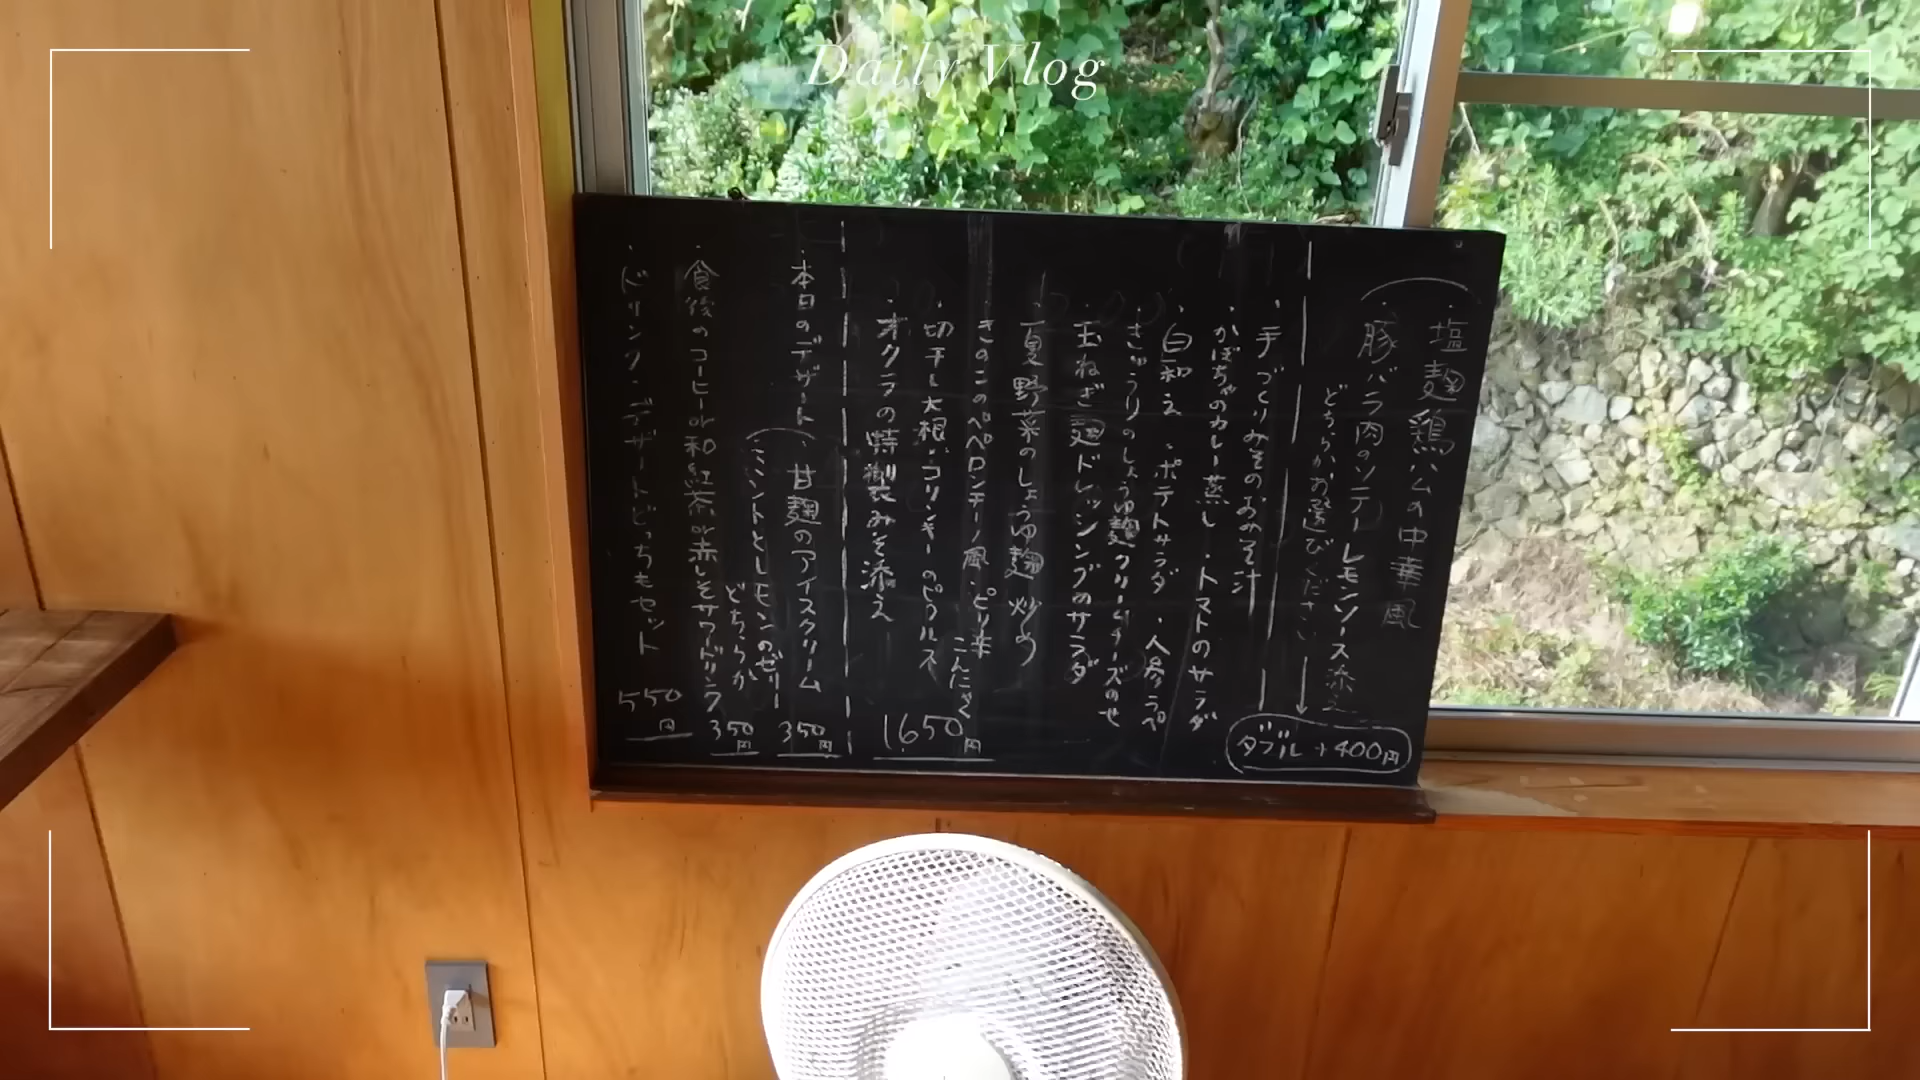 Daily Vlog
・塩麹鶏ハムの中華風
・豚バラ肉のソテー レモンソース添え
どちらかお選びください
ダブル +400円
・手づくりみそのおみそ汁
・かぼちゃのカレー蒸し ・トマトのサラダ
・白和え ・ポテトサラダ ・人参ラペ
・きゅうりのしょうゆ麹クリームチーズのせ
・玉ねぎ麹ドレッシングのサラダ
・夏野菜のしょうゆ麹炒め
・きのこのペペロンチーノ風 ・ピリ辛こんにゃく
・切干し大根 ・コリンキーのピクルス
・オクラの特製みそ添え
1650円
・本日のデザート
・甘麹のアイスクリーム
・ミントとレモンのゼリー
どちらか
350円
・食後のコーヒーor和紅茶or赤しそサワードリンク
350円
・ドリンク・デザートどっちもセット
550円